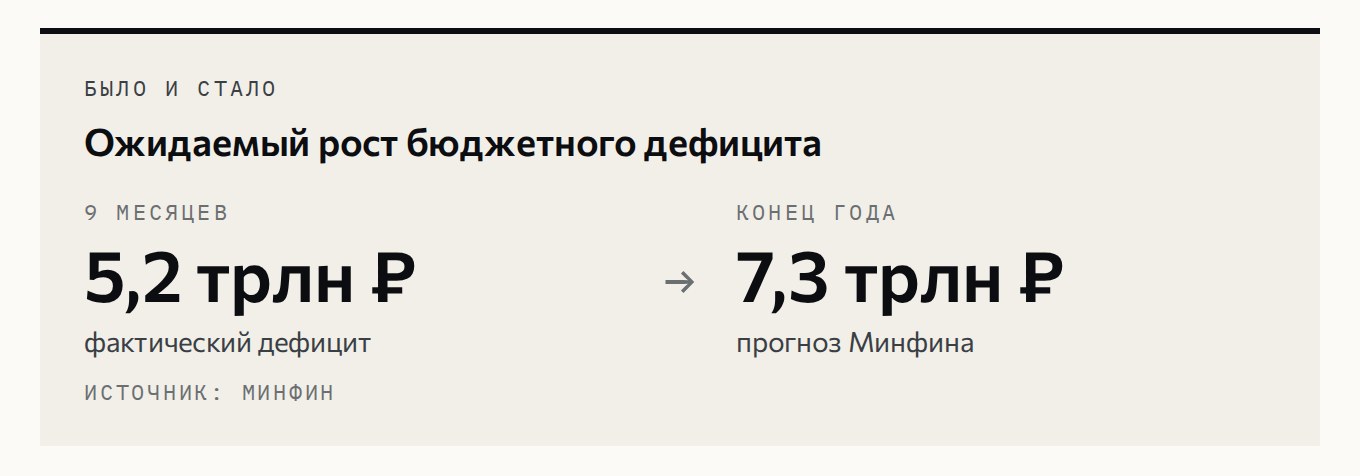 БЫЛО И СТАЛО
Ожидаемый рост бюджетного дефицита
9 МЕСЯЦЕВ
5,2 трлн ₽
фактический дефицит
→
КОНЕЦ ГОДА
7,3 трлн ₽
прогноз Минфина
ИСТОЧНИК: МИНФИН